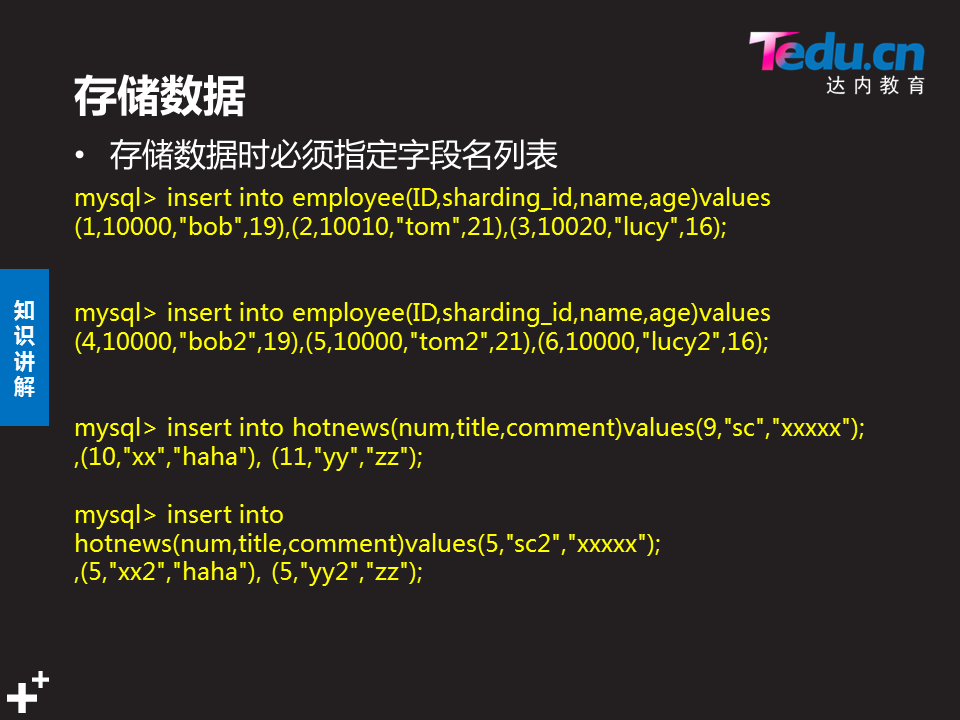 Tedu.cn
达内教育
存储数据
• 存储数据时必须指定字段名列表
mysql> insert into employee(ID,sharding_id,name,age)values
(1,10000,"bob",19),(2,10010,"tom",21),(3,10020,"lucy",16);
mysql> insert into employee(ID,sharding_id,name,age)values
(4,10000,"bob2",19),(5,10000,"tom2",21),(6,10000,"lucy2",16);
知
识
讲
解
mysql> insert into hotnews(num,title,comment)values(9,"sc","xxxxx");
,(10,"xx","haha"), (11,"yy","zz");
mysql> insert into
hotnews(num,title,comment)values(5,"sc2","xxxxx");
,(5,"xx2","haha"), (5,"yy2","zz");